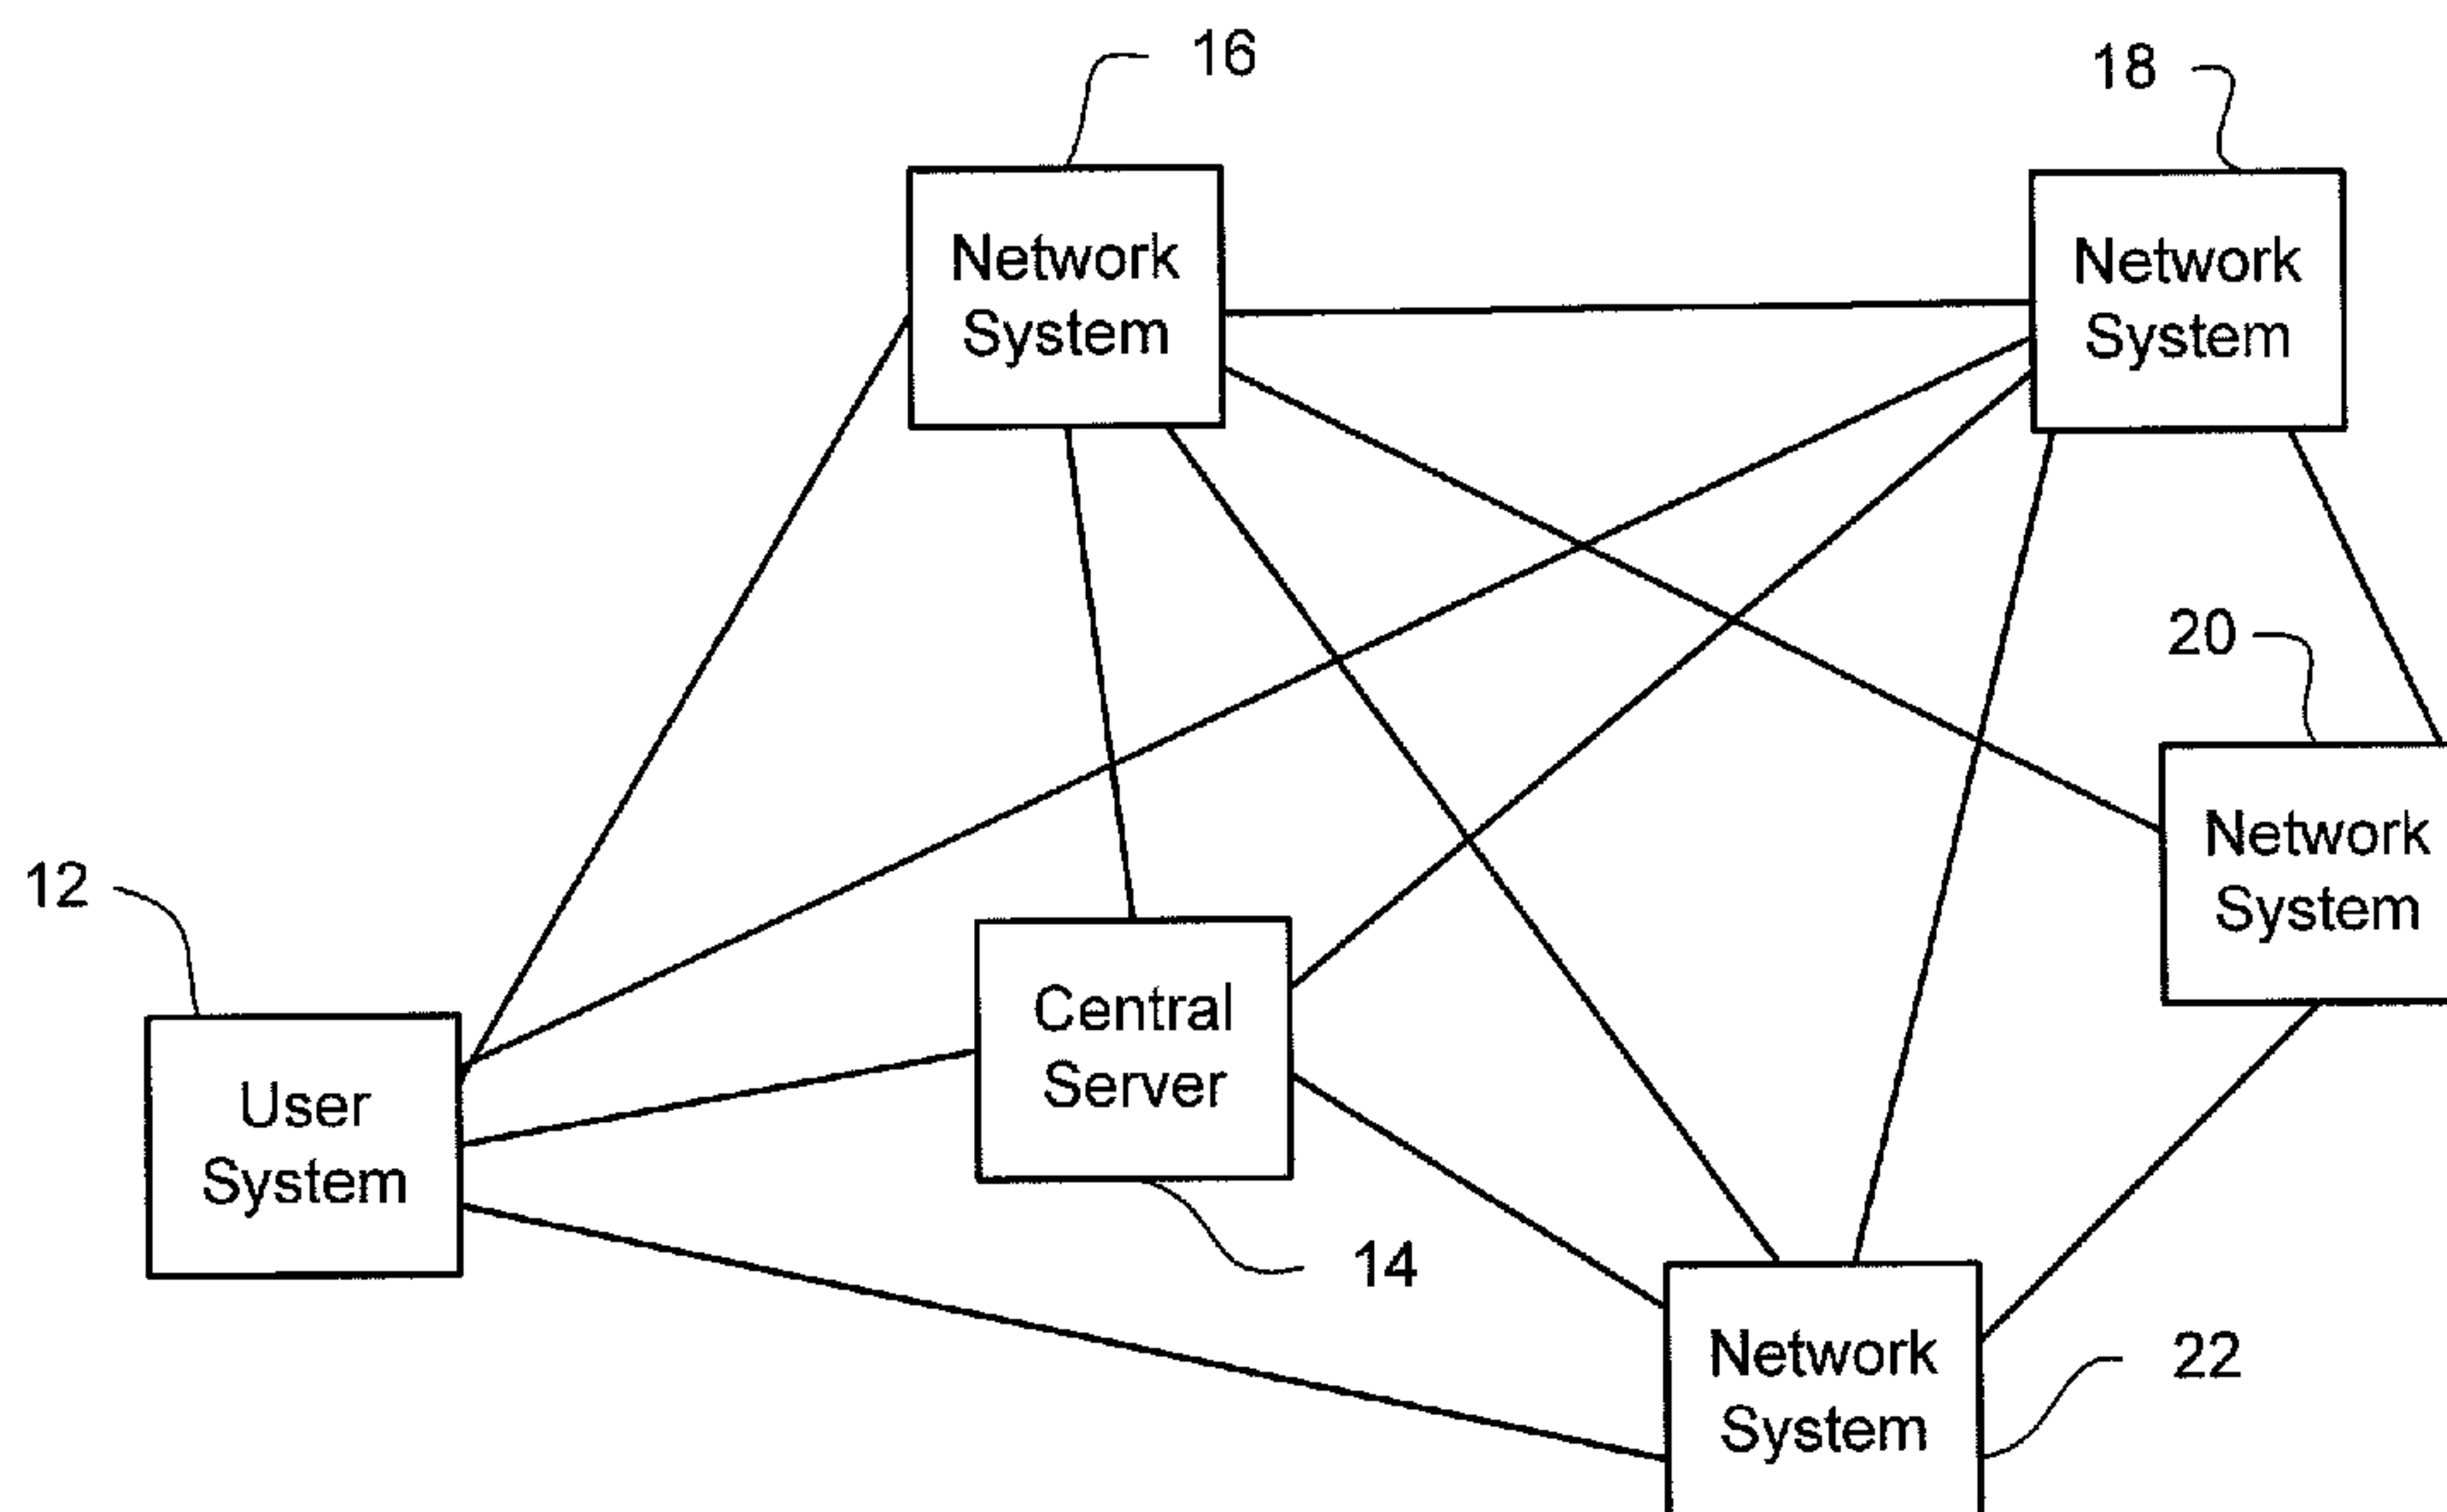 16
18
Network
System
Network
System
20
Network
System
12
Central
Server
User
System
14
Network
System
22